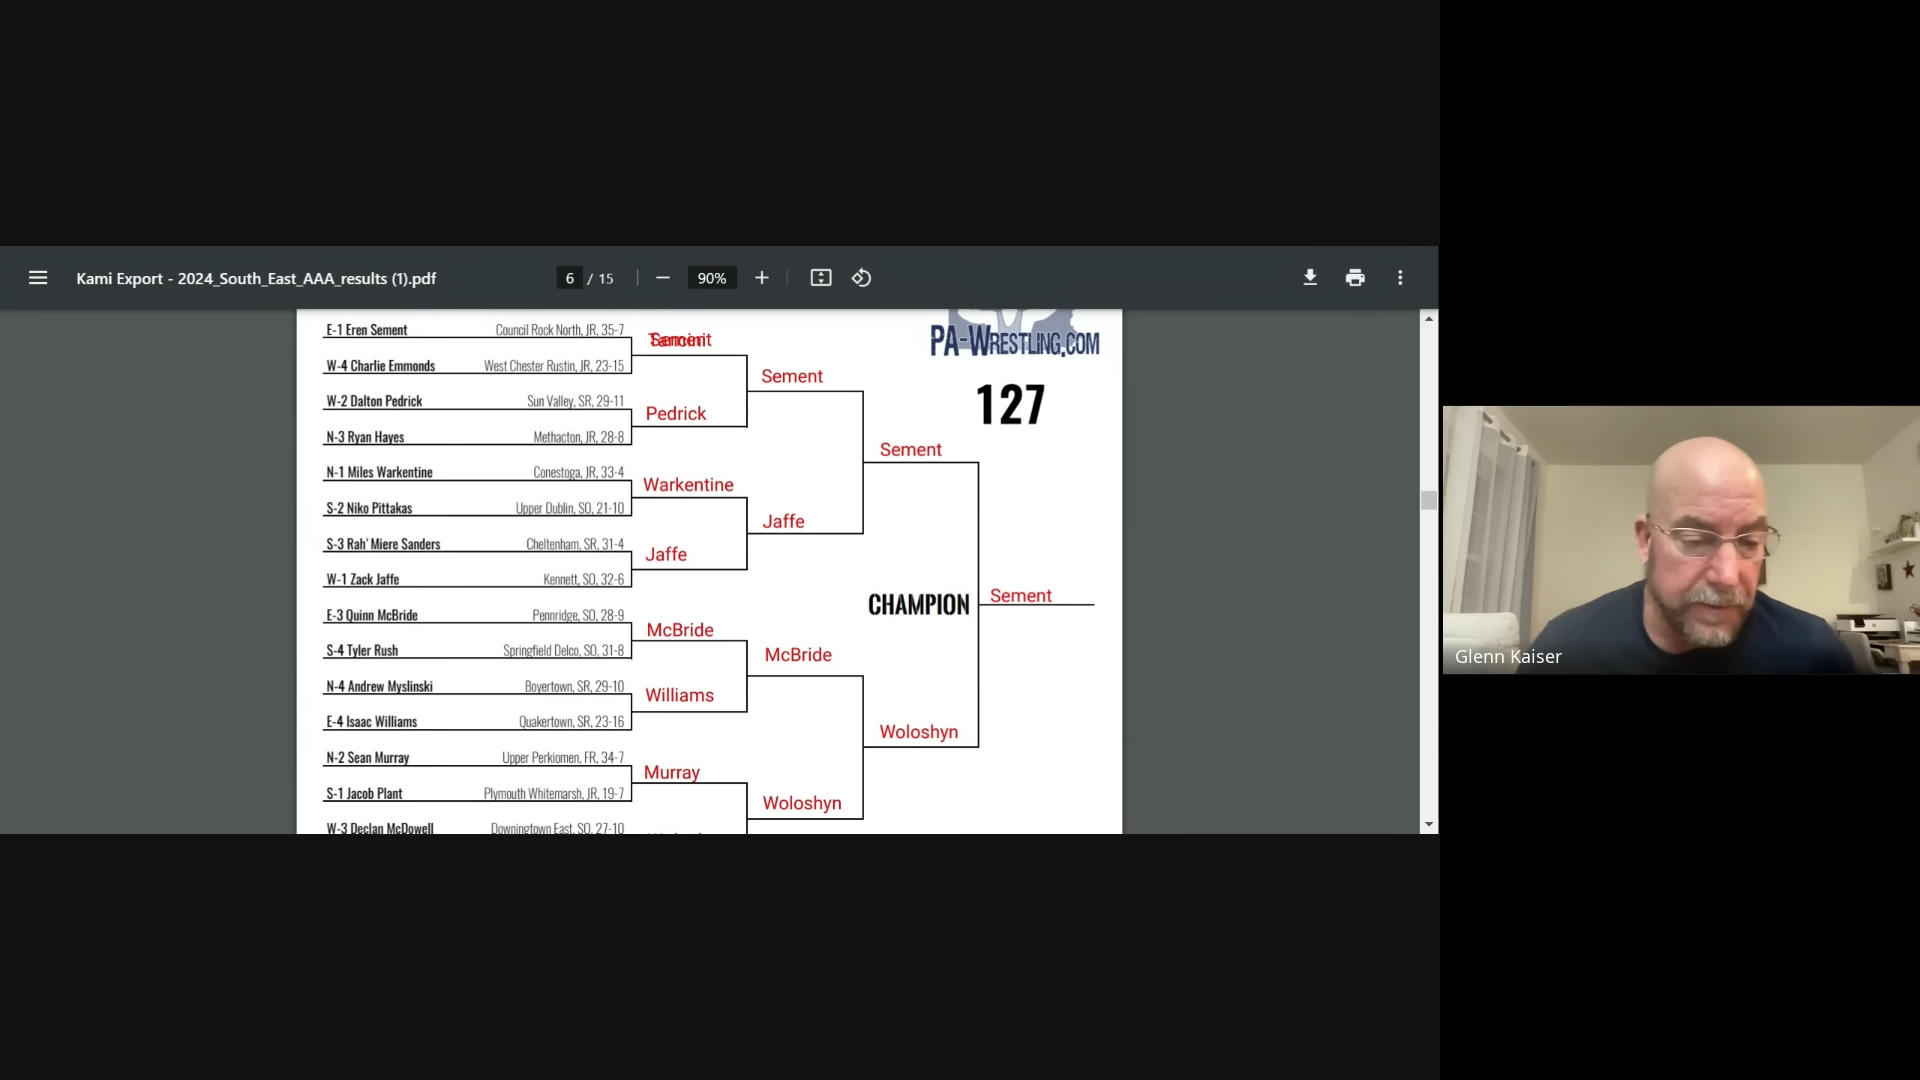 Kami Export - 2024_South_East_AAA_results (1).pdf
6 / 15
90%
PA-WRESTLING.COM
127
E-1 Eren Sement Council Rock North, JR, 35-7
Sement
W-4 Charlie Emmonds West Chester Rustin, JR, 23-15
Sement
W-2 Dalton Pedrick Sun Valley, SR, 29-11
Pedrick
N-3 Ryan Hayes Methacton, JR, 28-8
Sement
N-1 Miles Warkentine Conestoga, JR, 33-4
Warkentine
S-2 Niko Pittakas Upper Dublin, SO, 21-10
Jaffe
S-3 Rah'Miere Sanders Cheltenham, SR, 31-4
Jaffe
W-1 Zack Jaffe Kennett, SO, 32-6
CHAMPION Sement
E-3 Quinn McBride Pennridge, SO, 28-9
McBride
S-4 Tyler Rush Springfield Delco, SO, 31-8
McBride
N-4 Andrew Myslinski Boyertown, SR, 29-10
Williams
E-4 Isaac Williams Quakertown, SR, 23-16
Woloshyn
N-2 Sean Murray Upper Perkiomen, FR, 34-7
Murray
S-1 Jacob Plant Plymouth Whitemarsh, JR, 19-7
Woloshyn
W-3 Declan McDowell Downingtown East, SO, 27-10
Glenn Kaiser